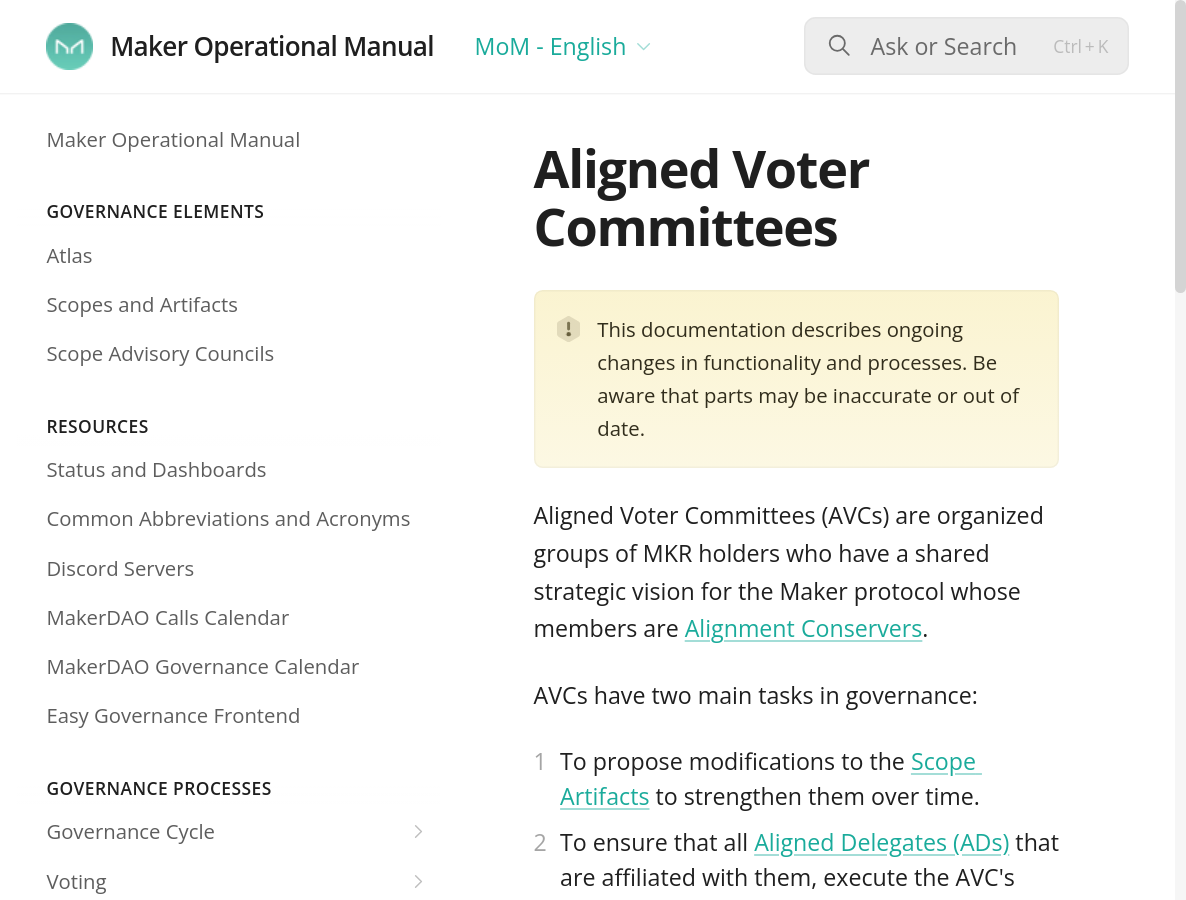 Maker Operational Manual
MoM - English
Ask or Search
Ctrl + K
Maker Operational Manual
GOVERNANCE ELEMENTS
Atlas
Scopes and Artifacts
Scope Advisory Councils
RESOURCES
Status and Dashboards
Common Abbreviations and Acronyms
Discord Servers
MakerDAO Calls Calendar
MakerDAO Governance Calendar
Easy Governance Frontend
GOVERNANCE PROCESSES
Governance Cycle
Voting
Aligned Voter
Committees
This documentation describes ongoing
changes in functionality and processes. Be
aware that parts may be inaccurate or out of
date.
Aligned Voter Committees (AVCs) are organized
groups of MKR holders who have a shared
strategic vision for the Maker protocol whose
members are Alignment Conservers.
AVCs have two main tasks in governance:
1 To propose modifications to the Scope
Artifacts to strengthen them over time.
2 To ensure that all Aligned Delegates (ADs) that
are affiliated with them, execute the AVC's